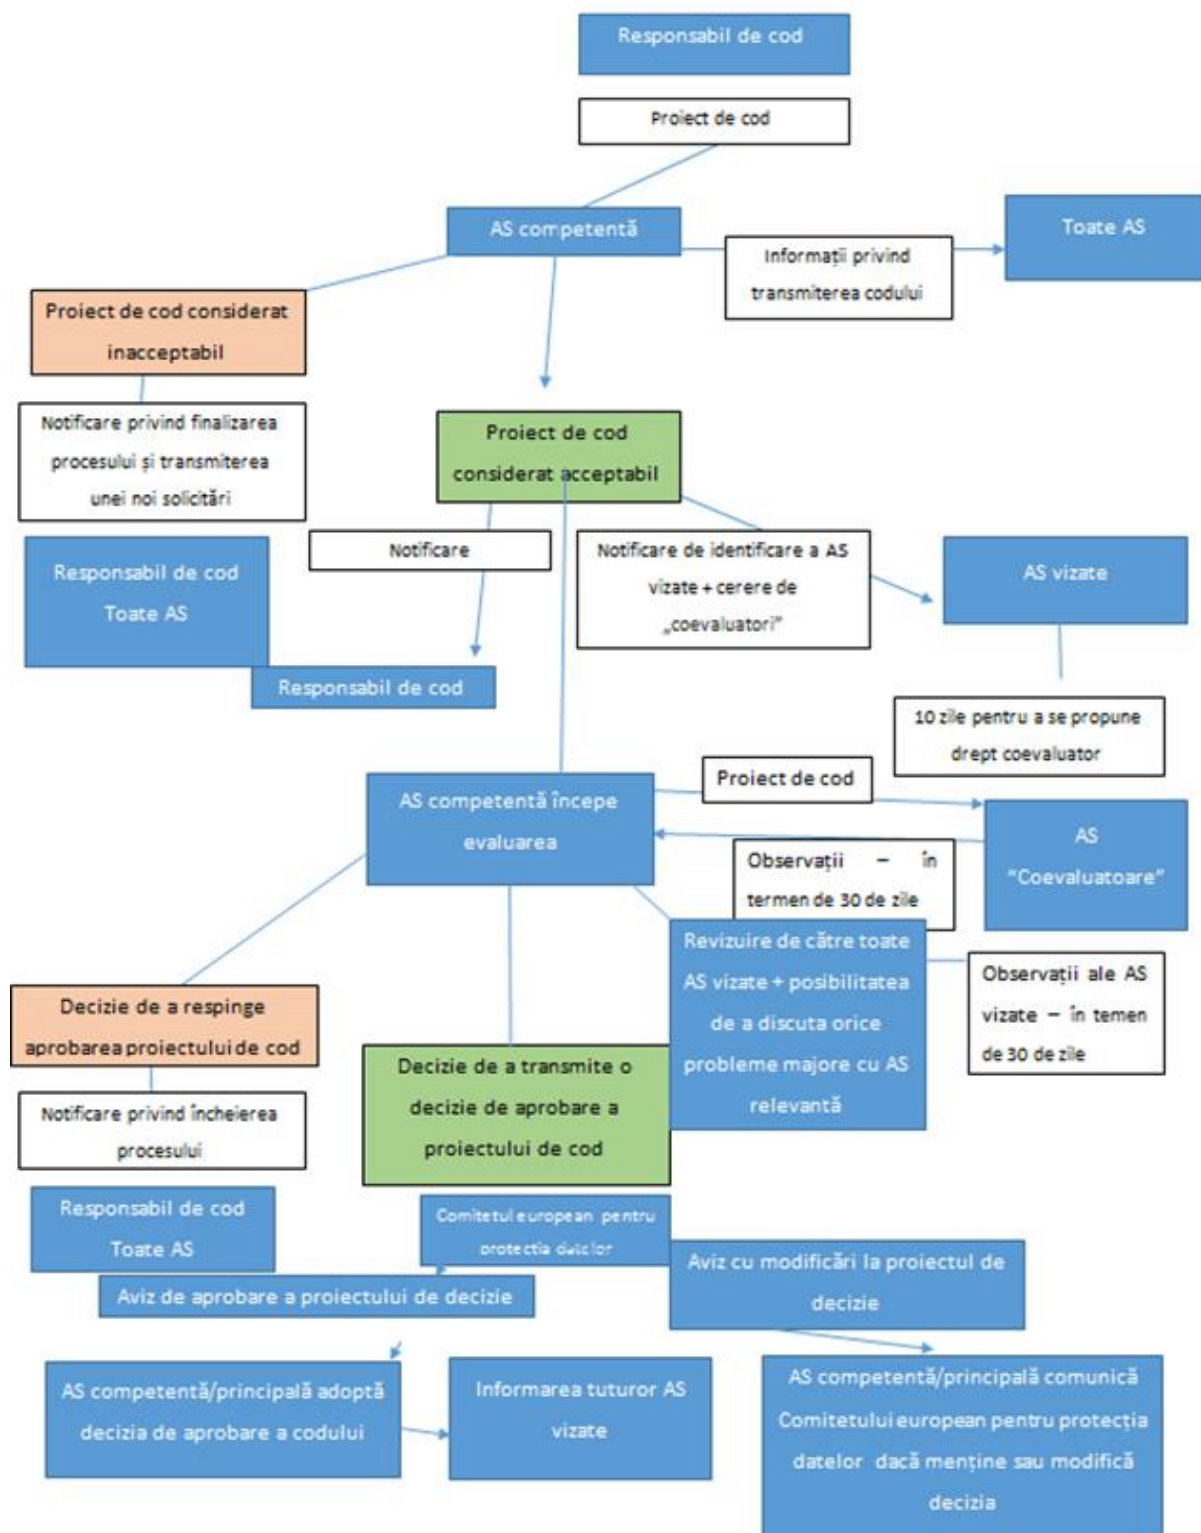 Responsabil de cod
Proiect de cod
AS competentă
Toate AS
Informații privind
transmiterea codului
Proiect de cod considerat
inacceptabil
Notificare privind finalizarea
procesului și transmiterea
unei noi solicitări
Proiect de cod
considerat acceptabil
Notificare
Notificare de identificare a AS
vizate + cerere de
„coevaluatori”
AS vizate
Responsabil de cod
Toate AS
Responsabil de cod
10 zile pentru a se propune
drept coevaluator
Proiect de cod
AS competentă începe
evaluarea
AS
“Coevaluatoare”
Observații – în
termen de 30 de zile
Revizuire de către toate
AS vizate + posibilitatea
de a discuta orice
probleme majore cu AS
relevantă
Observații ale AS
vizate – în temen
de 30 de zile
Decizie de a respinge
aprobarea proiectului de cod
Notificare privind încheierea
procesului
Decizie de a transmite o
decizie de aprobare a
proiectului de cod
Responsabil de cod
Toate AS
Comitetul european pentru
protectia datelor
Aviz de aprobare a proiectului de decizie
Aviz cu modificări la proiectul de
decizie
AS competentă/principală adoptă
decizia de aprobare a codului
Informarea tuturor AS
vizate
AS competentă/principală comunică
Comitetului european pentru protecția
datelor dacă menține sau modifică
decizia